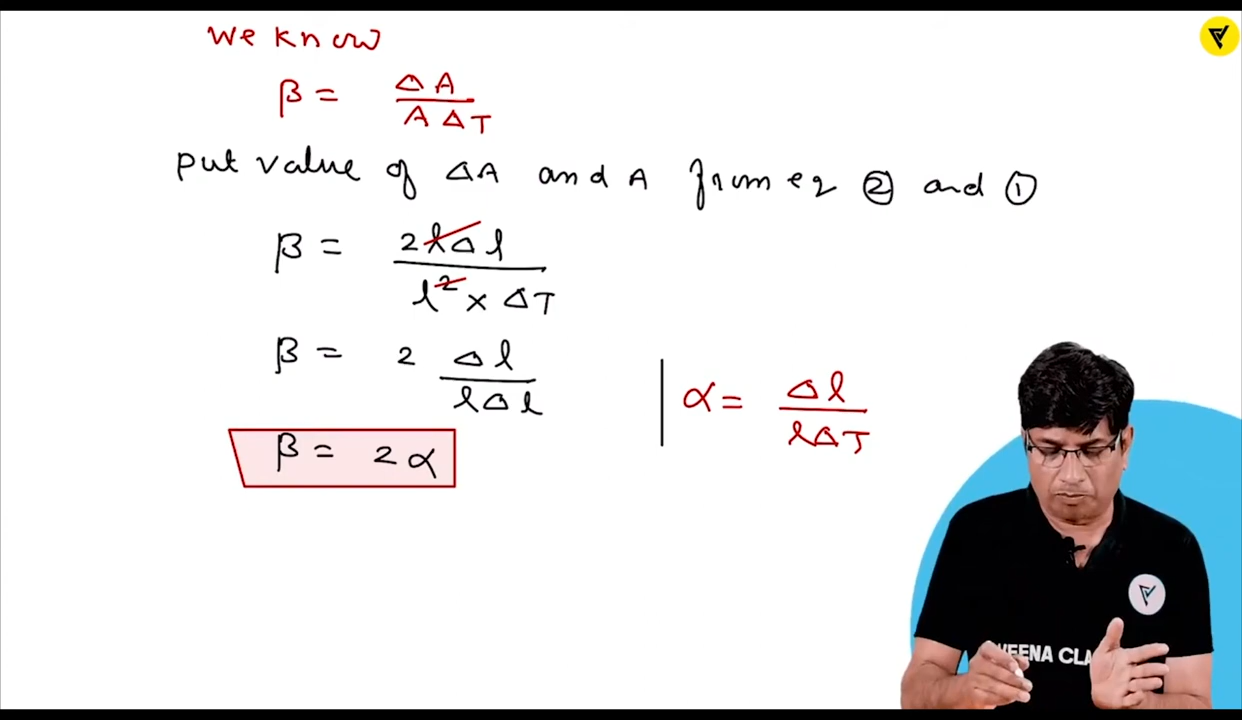 We know
β = ΔA / A ΔT
put value of ΔA and A from eq ② and ①
β = 2lΔl / l² × ΔT
β = 2 Δl / lΔl
α = Δl / lΔT
β = 2α
VEENA CLA